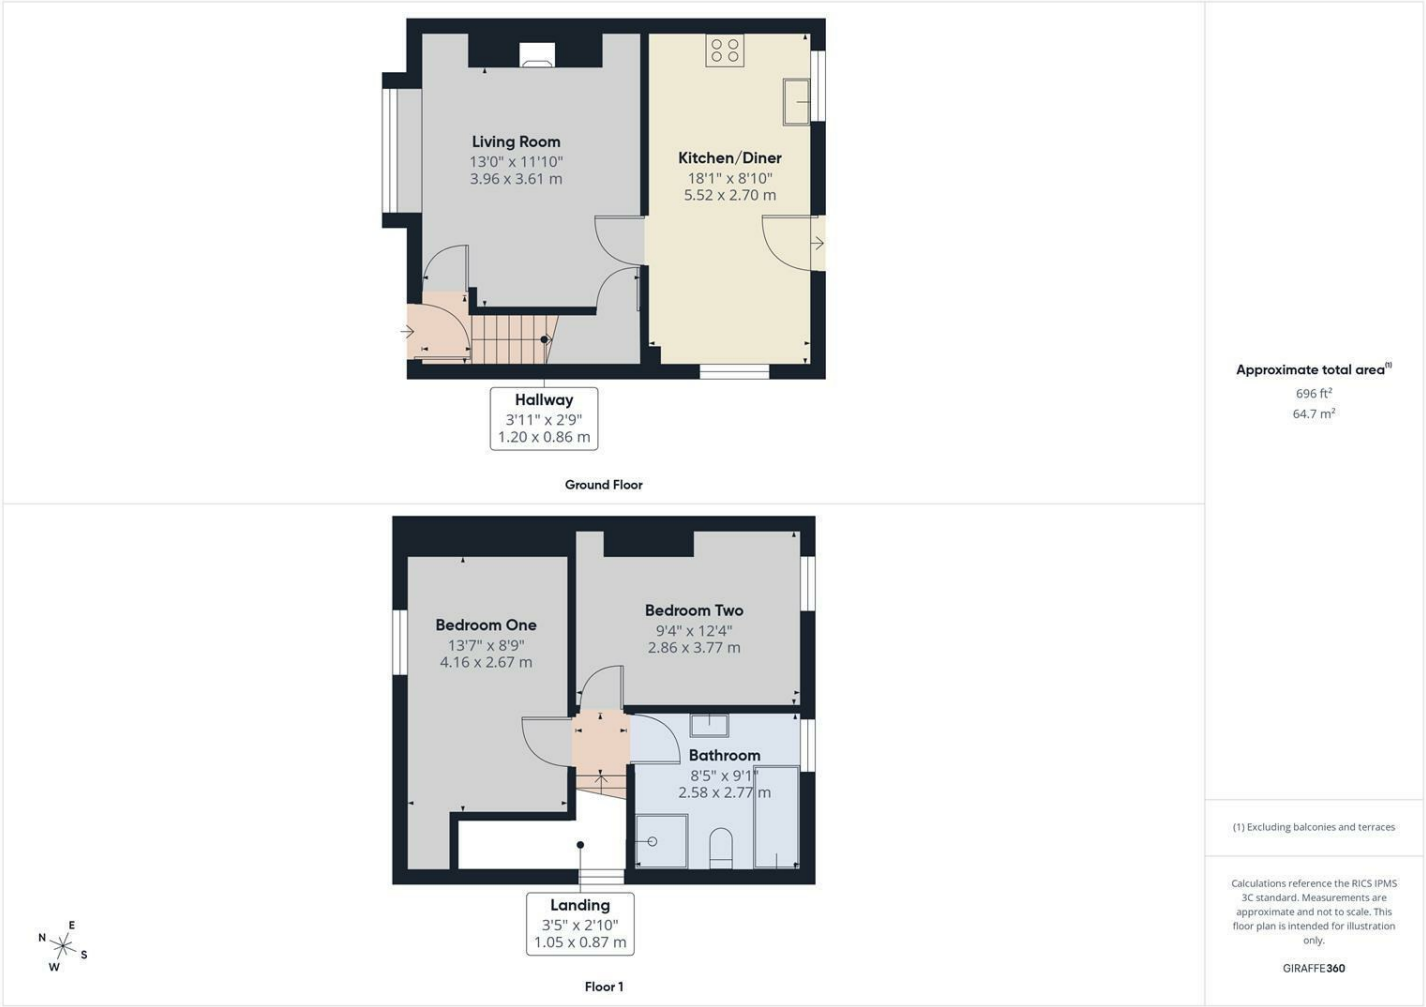 Living Room
13'0" x 11'10"
3.96 x 3.61 m
Kitchen/Diner
18'1" x 8'10"
5.52 x 2.70 m
Hallway
3'11" x 2'9"
1.20 x 0.86 m
Ground Floor
Bedroom One
13'7" x 8'9"
4.16 x 2.67 m
Bedroom Two
9'4" x 12'4"
2.86 x 3.77 m
Bathroom
8'5" x 9'1"
2.58 x 2.77 m
Landing
3'5" x 2'10"
1.05 x 0.87 m
Floor 1
N
E
S
W
Approximate total area(1)
696 ft²
64.7 m²
(1) Excluding balconies and terraces
Calculations reference the RICS IPMS
3C standard. Measurements are
approximate and not to scale. This
floor plan is intended for illustration
only.
GIRAFFE360